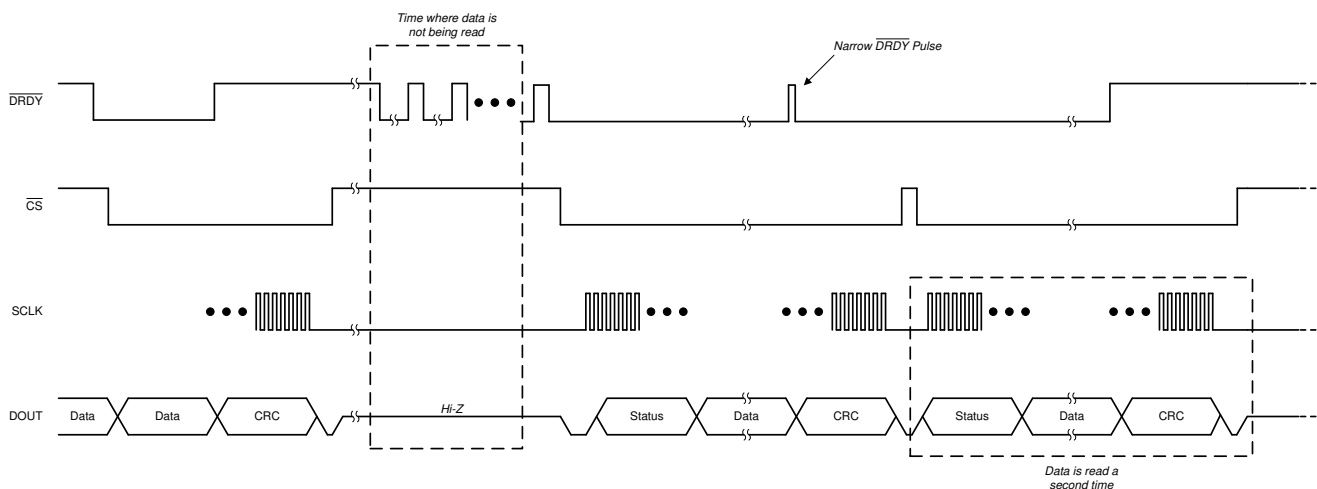 Time where data is
not being read
Narrow DRDY Pulse
DRDY
CS
SCLK
DOUT
Data
Data
CRC
Hi-Z
Status
Data
CRC
Status
Data
CRC
Data is read a
second time